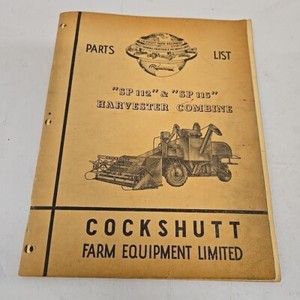 PARTS LIST
"SP 112" & "SP 115"
HARVESTER COMBINE
COCKSHUTT
FARM EQUIPMENT LIMITED